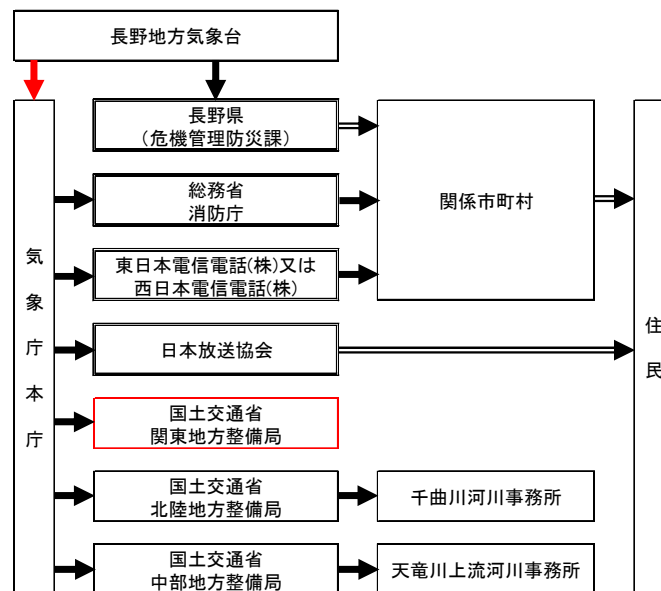 長野地方気象台
長野県
（危機管理防災課）
関係市町村
総務省
消防庁
東日本電信電話(株)又は
西日本電信電話(株)
気象庁本庁
住民
日本放送協会
国土交通省
関東地方整備局
国土交通省
北陸地方整備局
千曲川河川事務所
国土交通省
中部地方整備局
天竜川上流河川事務所